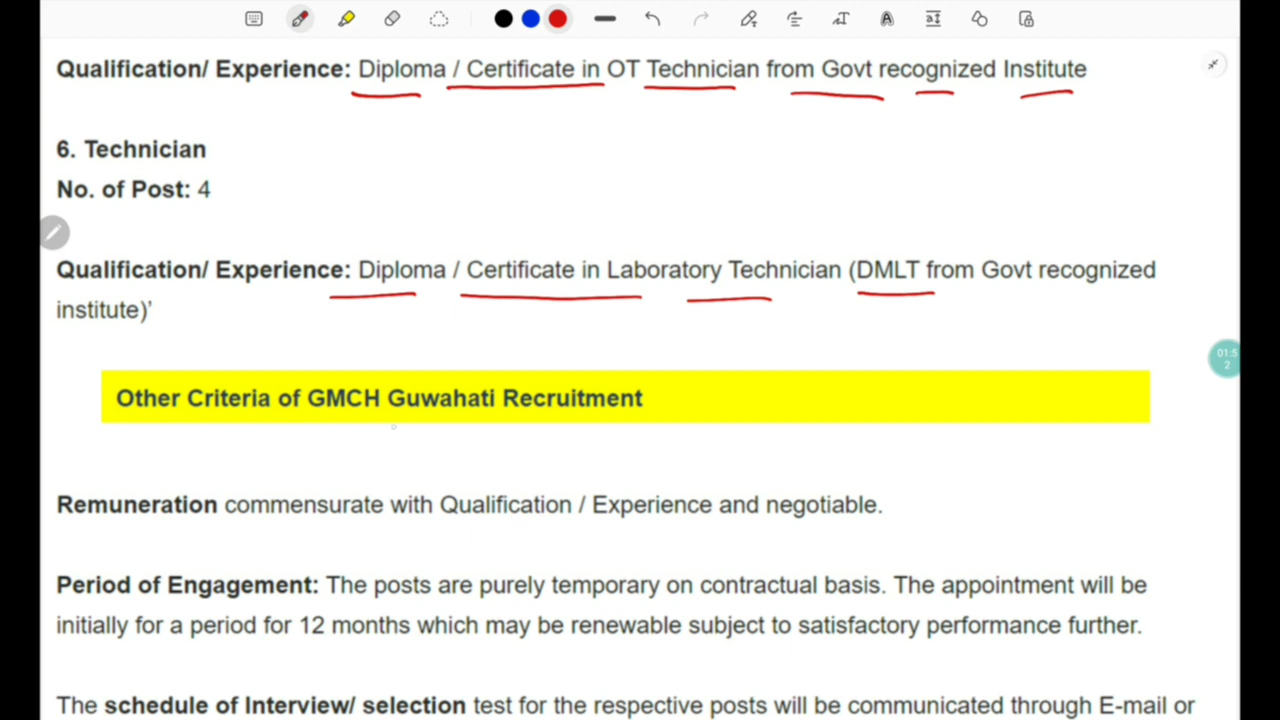 Qualification/ Experience: Diploma / Certificate in OT Technician from Govt recognized Institute
6. Technician
No. of Post: 4
Qualification/ Experience: Diploma / Certificate in Laboratory Technician (DMLT from Govt recognized
institute)’
01:5
2
Other Criteria of GMCH Guwahati Recruitment
Remuneration commensurate with Qualification / Experience and negotiable.
Period of Engagement: The posts are purely temporary on contractual basis. The appointment will be
initially for a period for 12 months which may be renewable subject to satisfactory performance further.
The schedule of Interview/ selection test for the respective posts will be communicated through E-mail or